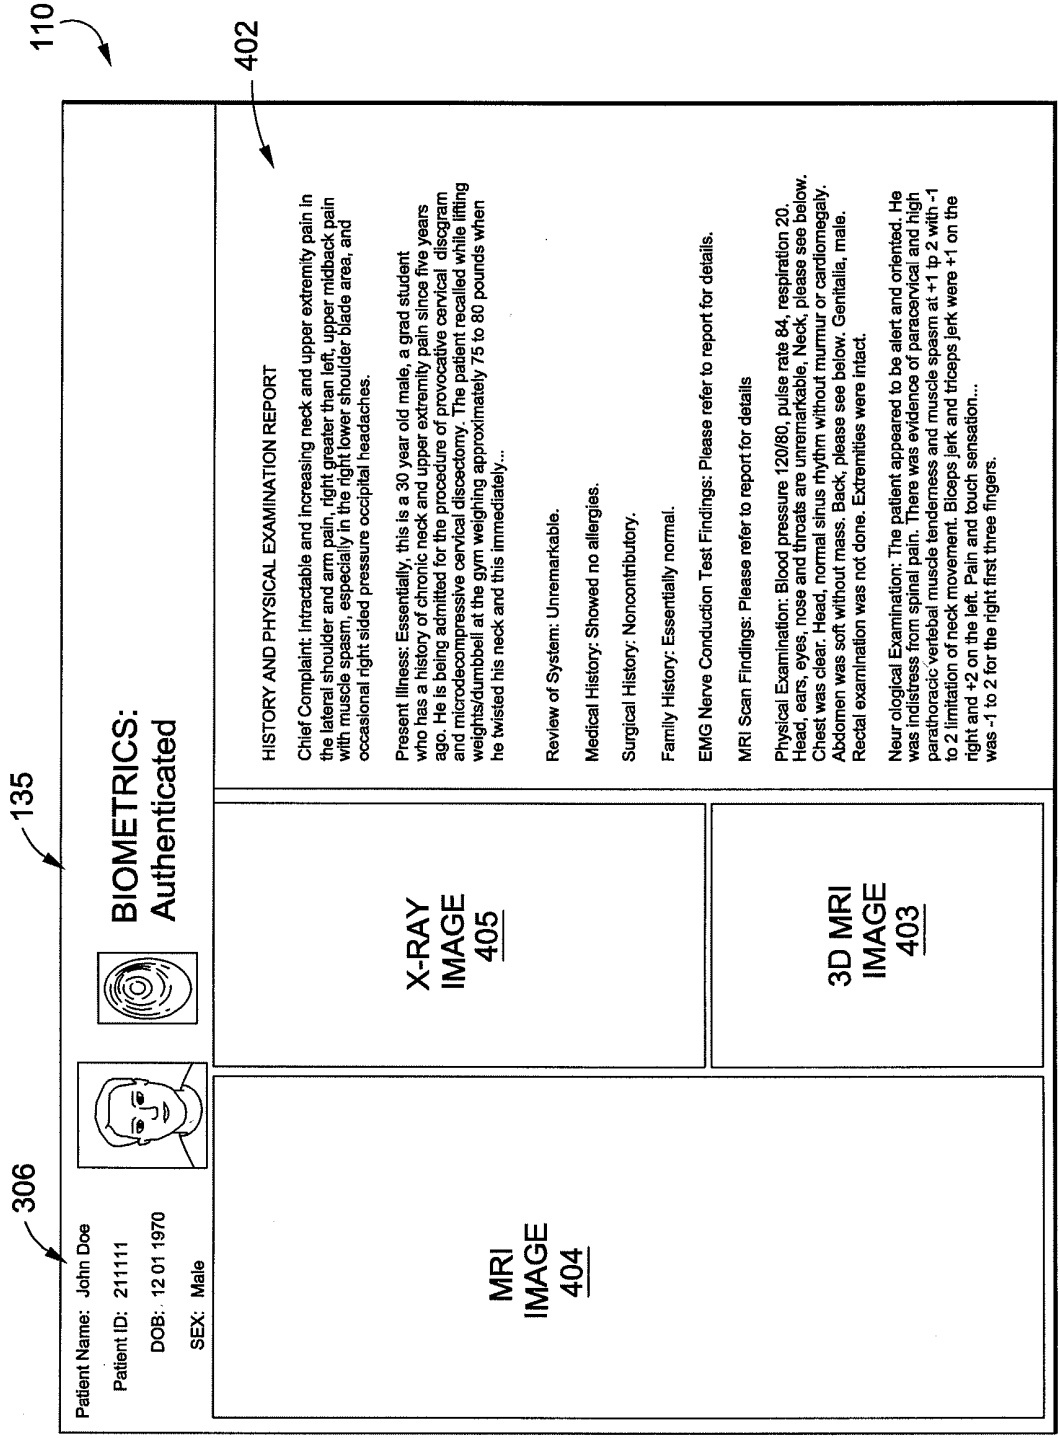 110
135
306
Patient Name: John Doe
Patient ID: 211111
DOB: 12 01 1970
SEX: Male
BIOMETRICS:
Authenticated
402
MRI
IMAGE
404
X-RAY
IMAGE
405
3D MRI
IMAGE
403
HISTORY AND PHYSICAL EXAMINATION REPORT
Chief Complaint: Intractable and increasing neck and upper extremity pain in
the lateral shoulder and arm pain, right greater than left, upper midback pain
with muscle spasm, especially in the right lower shoulder blade area, and
occasional right sided pressure occipital headaches.
Present Illness: Essentially, this is a 30 year old male, a grad student
who has a history of chronic neck and upper extremity pain since five years
ago. He is being admitted for the procedure of provocative cervical discgram
and microdecompressive cervical discectomy. The patient recalled while lifting
weights/dumbbell at the gym weighing approximately 75 to 80 pounds when
he twisted his neck and this immediately...
Review of System: Unremarkable.
Medical History: Showed no allergies.
Surgical History: Noncontributory.
Family History: Essentially normal.
EMG Nerve Conduction Test Findings: Please refer to report for details.
MRI Scan Findings: Please refer to report for details
Physical Examination: Blood pressure 120/80, pulse rate 84, respiration 20.
Head, ears, eyes, nose and throats are unremarkable, Neck, please see below.
Chest was clear. Head, normal sinus rhythm without murmur or cardiomegaly.
Abdomen was soft without mass. Back, please see below. Genitalia, male.
Rectal examination was not done. Extremities were intact.
Neur ological Examination: The patient appeared to be alert and oriented. He
was indistress from spinal pain. There was evidence of paracervical and high
parathoracic vertebal muscle tenderness and muscle spasm at +1 tp 2 with -1
to 2 limitation of neck movement. Biceps jerk and triceps jerk were +1 on the
right and +2 on the left. Pain and touch sensation...
was -1 to 2 for the right first three fingers.